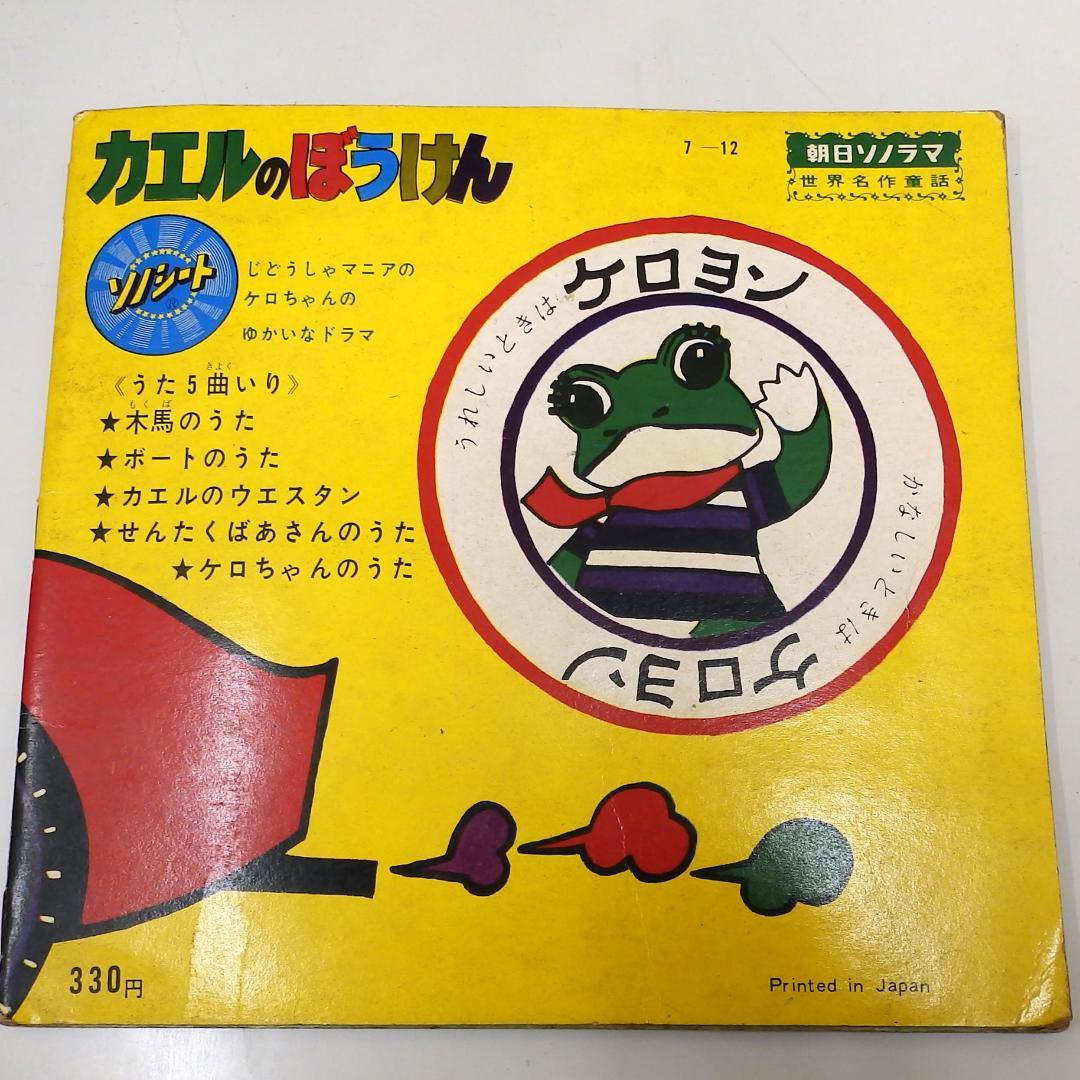 カエルのぼうけん
7-12
朝日ソノラマ
世界名作童話
ソノシート
®
じどうしゃマニアの
ケロちゃんの
ゆかいなドラマ
きよく
《うた5曲いり》
もくば
★木馬のうた
★ボートのうた
★カエルのウエスタン
★せんたくばあさんのうた
★ケロちゃんのうた
うれしいときは
ケロヨン
かなしいときは
ケロヨン
330円
Printed in Japan